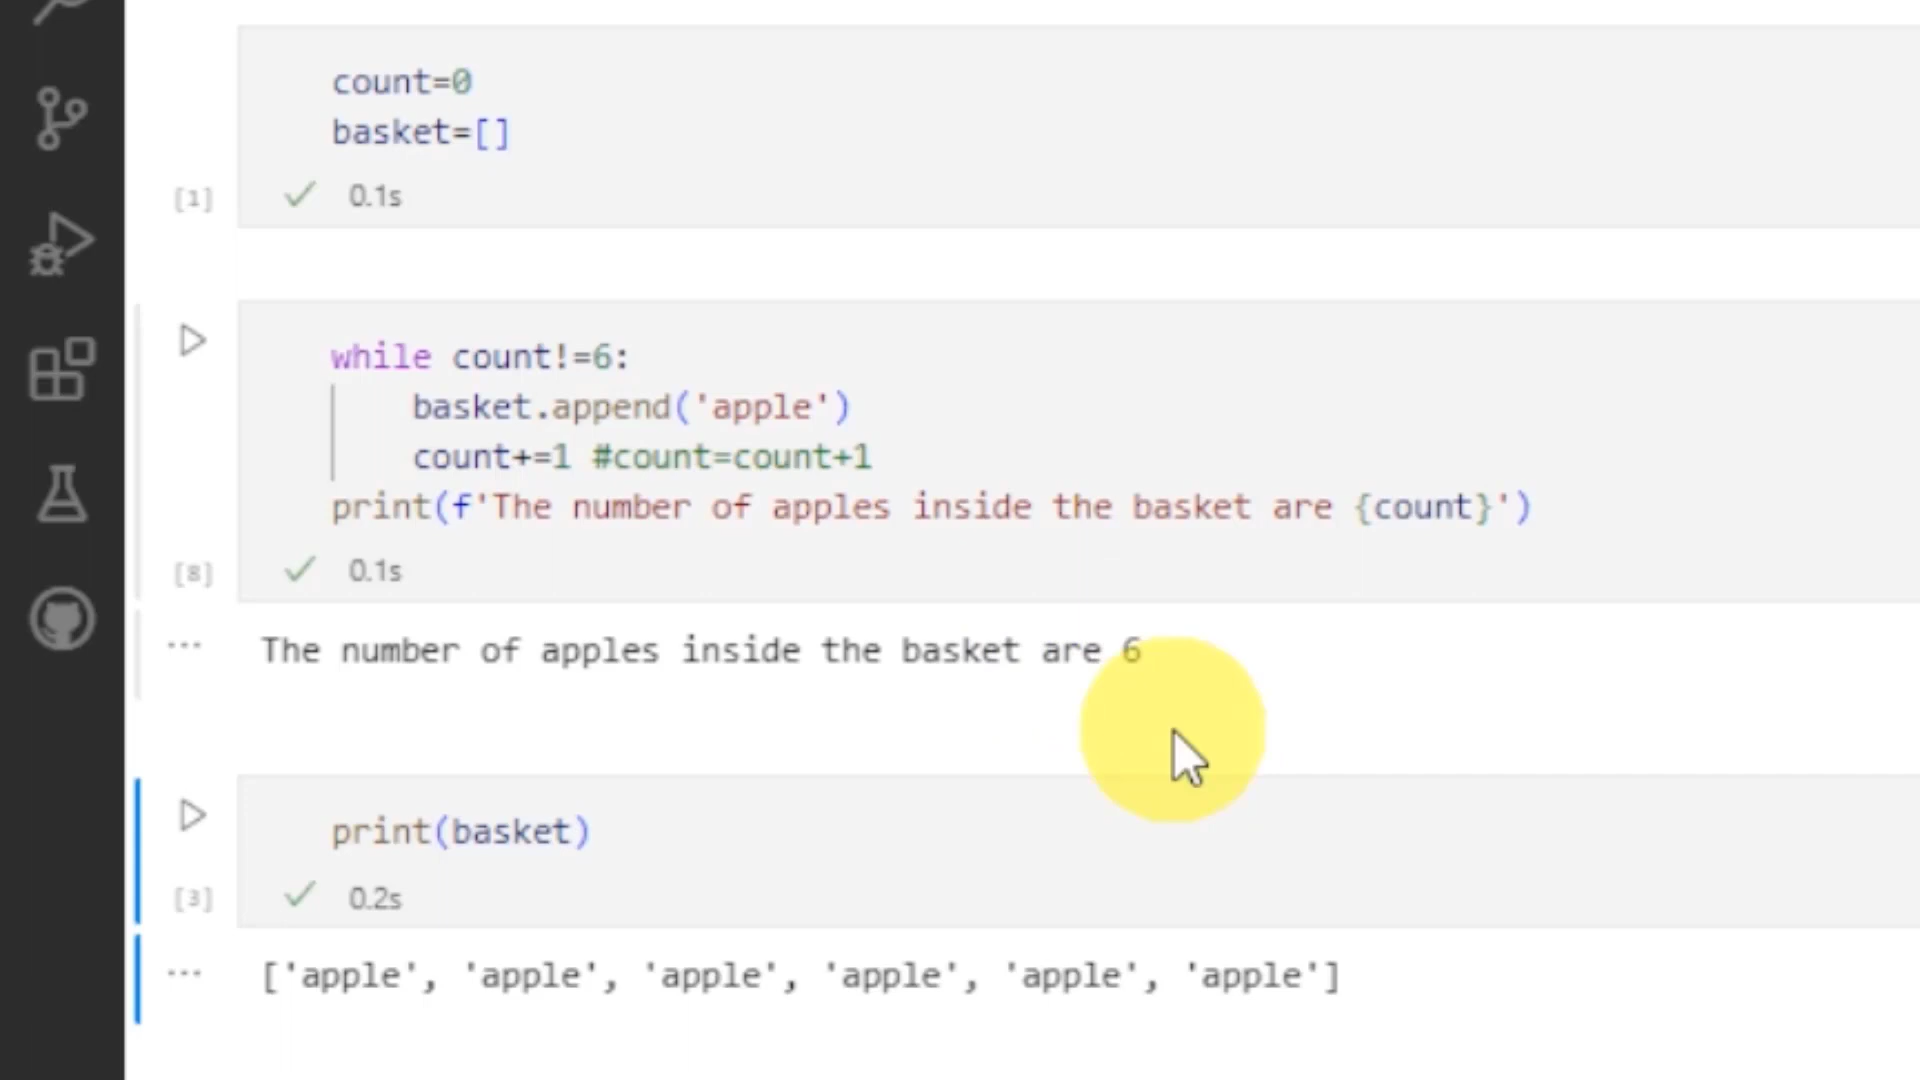 count=0
basket=[]
[1] 0.1s
while count!=6:
basket.append('apple')
count+=1 #count=count+1
print(f'The number of apples inside the basket are {count}')
[8] 0.1s
The number of apples inside the basket are 6
print(basket)
[3] 0.2s
['apple', 'apple', 'apple', 'apple', 'apple', 'apple']